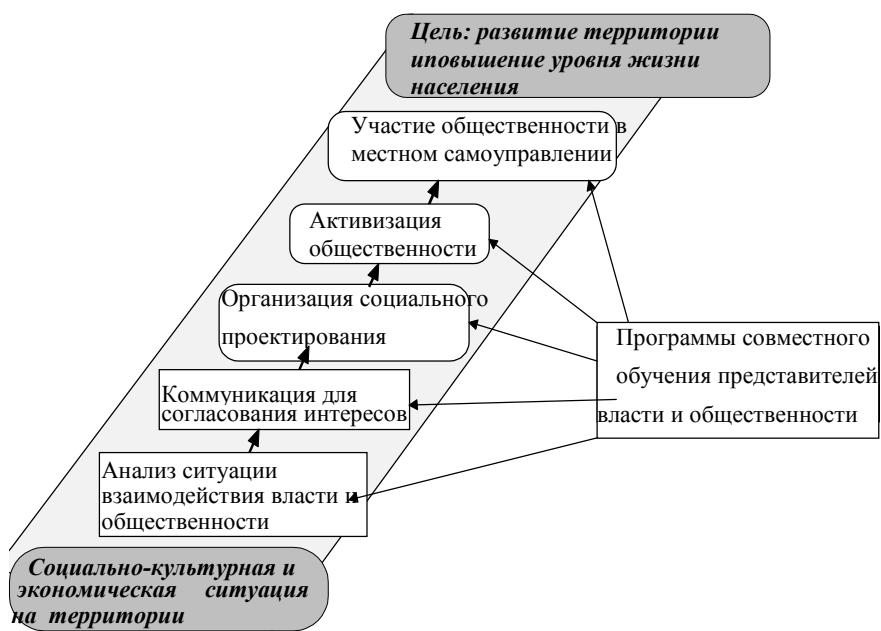 Цель: развитие территории
иповышение уровня жизни
населения
Участие общественности в
местном самоуправлении
Активизация
общественности
Организация социального
проектирования
Программы совместного
обучения представителей
власти и общественности
Коммуникация для
согласования интересов
Анализ ситуации
взаимодействия власти и
общественности
Социально-культурная и
экономическая ситуация
на территории